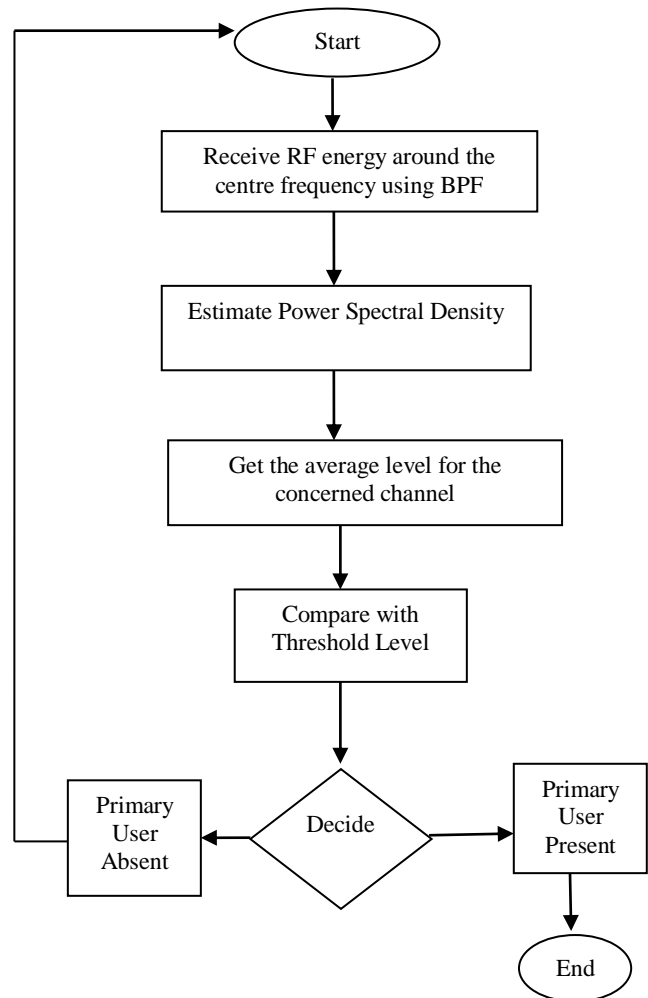 Start
Receive RF energy around the
centre frequency using BPF
Estimate Power Spectral Density
Get the average level for the
concerned channel
Compare with
Threshold Level
Decide
Primary
User
Absent
Primary
User
Present
End